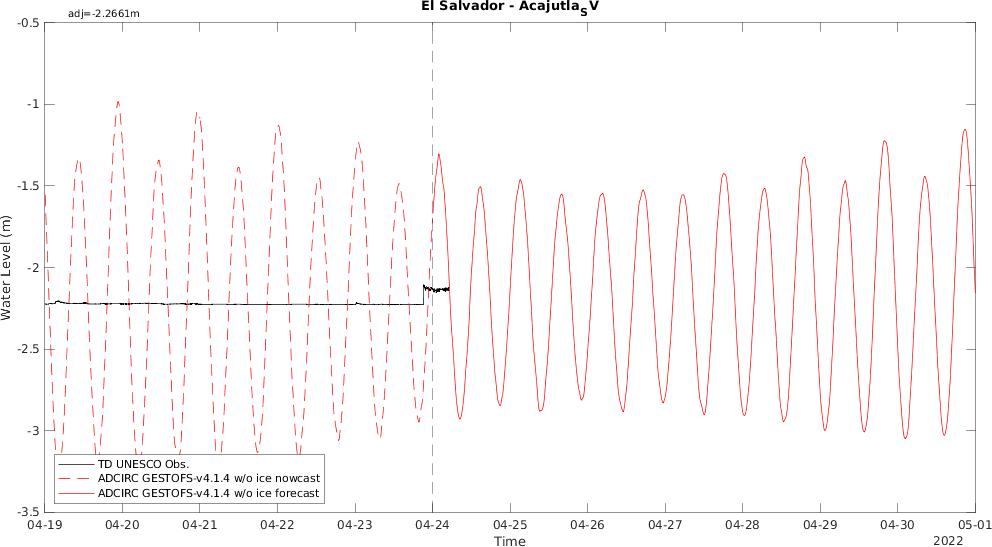 El Salvador - Acajutla_SV
adj=-2.2661m
-0.5
-1
-1.5
-2
-2.5
-3
-3.5
Water Level (m)
TD UNESCO Obs.
ADCIRC GESTOFS-v4.1.4 w/o ice nowcast
ADCIRC GESTOFS-v4.1.4 w/o ice forecast
04-19 04-20 04-21 04-22 04-23 04-24 04-25 04-26 04-27 04-28 04-29 04-30 05-01
Time
2022